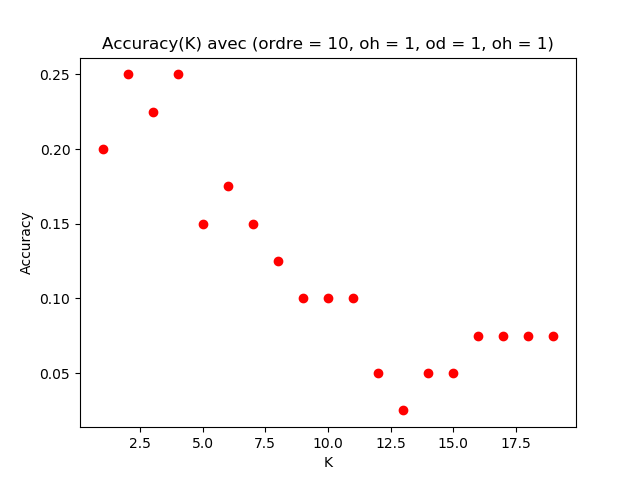 Accuracy(K) avec (ordre = 10, oh = 1, od = 1, oh = 1)
0.25
0.20
0.15
0.10
0.05
Accuracy
2.5 5.0 7.5 10.0 12.5 15.0 17.5
K